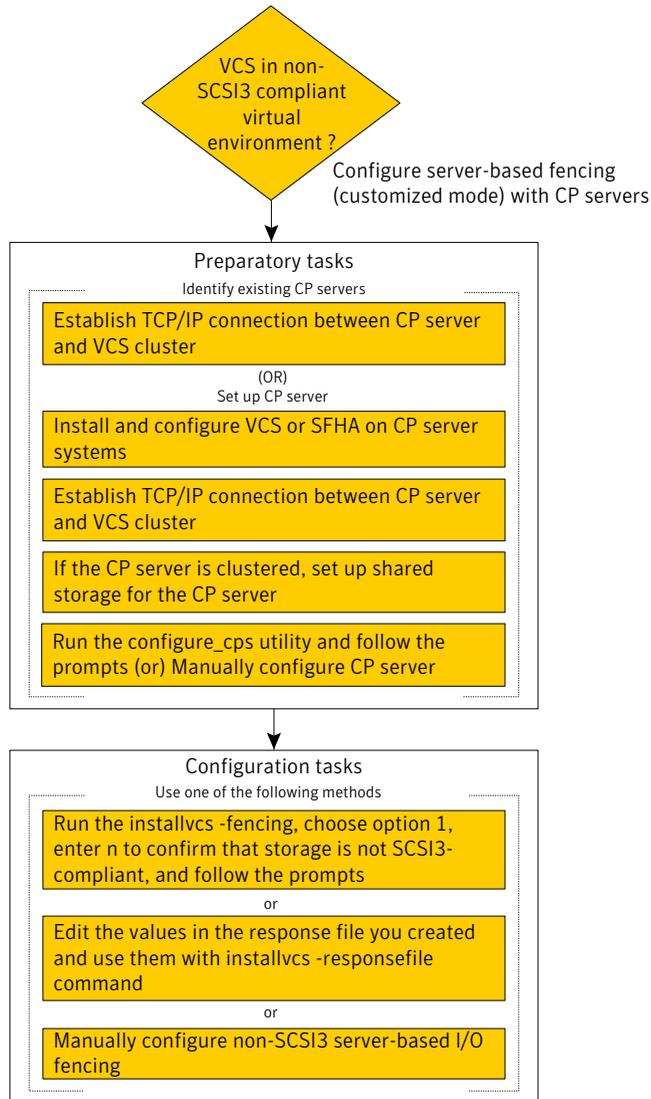 VCS in non-
SCSI3 compliant
virtual
environment ?
Configure server-based fencing
(customized mode) with CP servers
Preparatory tasks
Identify existing CP servers
Establish TCP/IP connection between CP server
and VCS cluster
(OR)
Set up CP server
Install and configure VCS or SFHA on CP server
systems
Establish TCP/IP connection between CP server
and VCS cluster
If the CP server is clustered, set up shared
storage for the CP server
Run the configure_cps utility and follow the
prompts (or) Manually configure CP server
Configuration tasks
Use one of the following methods
Run the installvcs -fencing, choose option 1,
enter n to confirm that storage is not SCSI3-
compliant, and follow the prompts
or
Edit the values in the response file you created
and use them with installvcs -responsefile
command
or
Manually configure non-SCSI3 server-based I/O
fencing